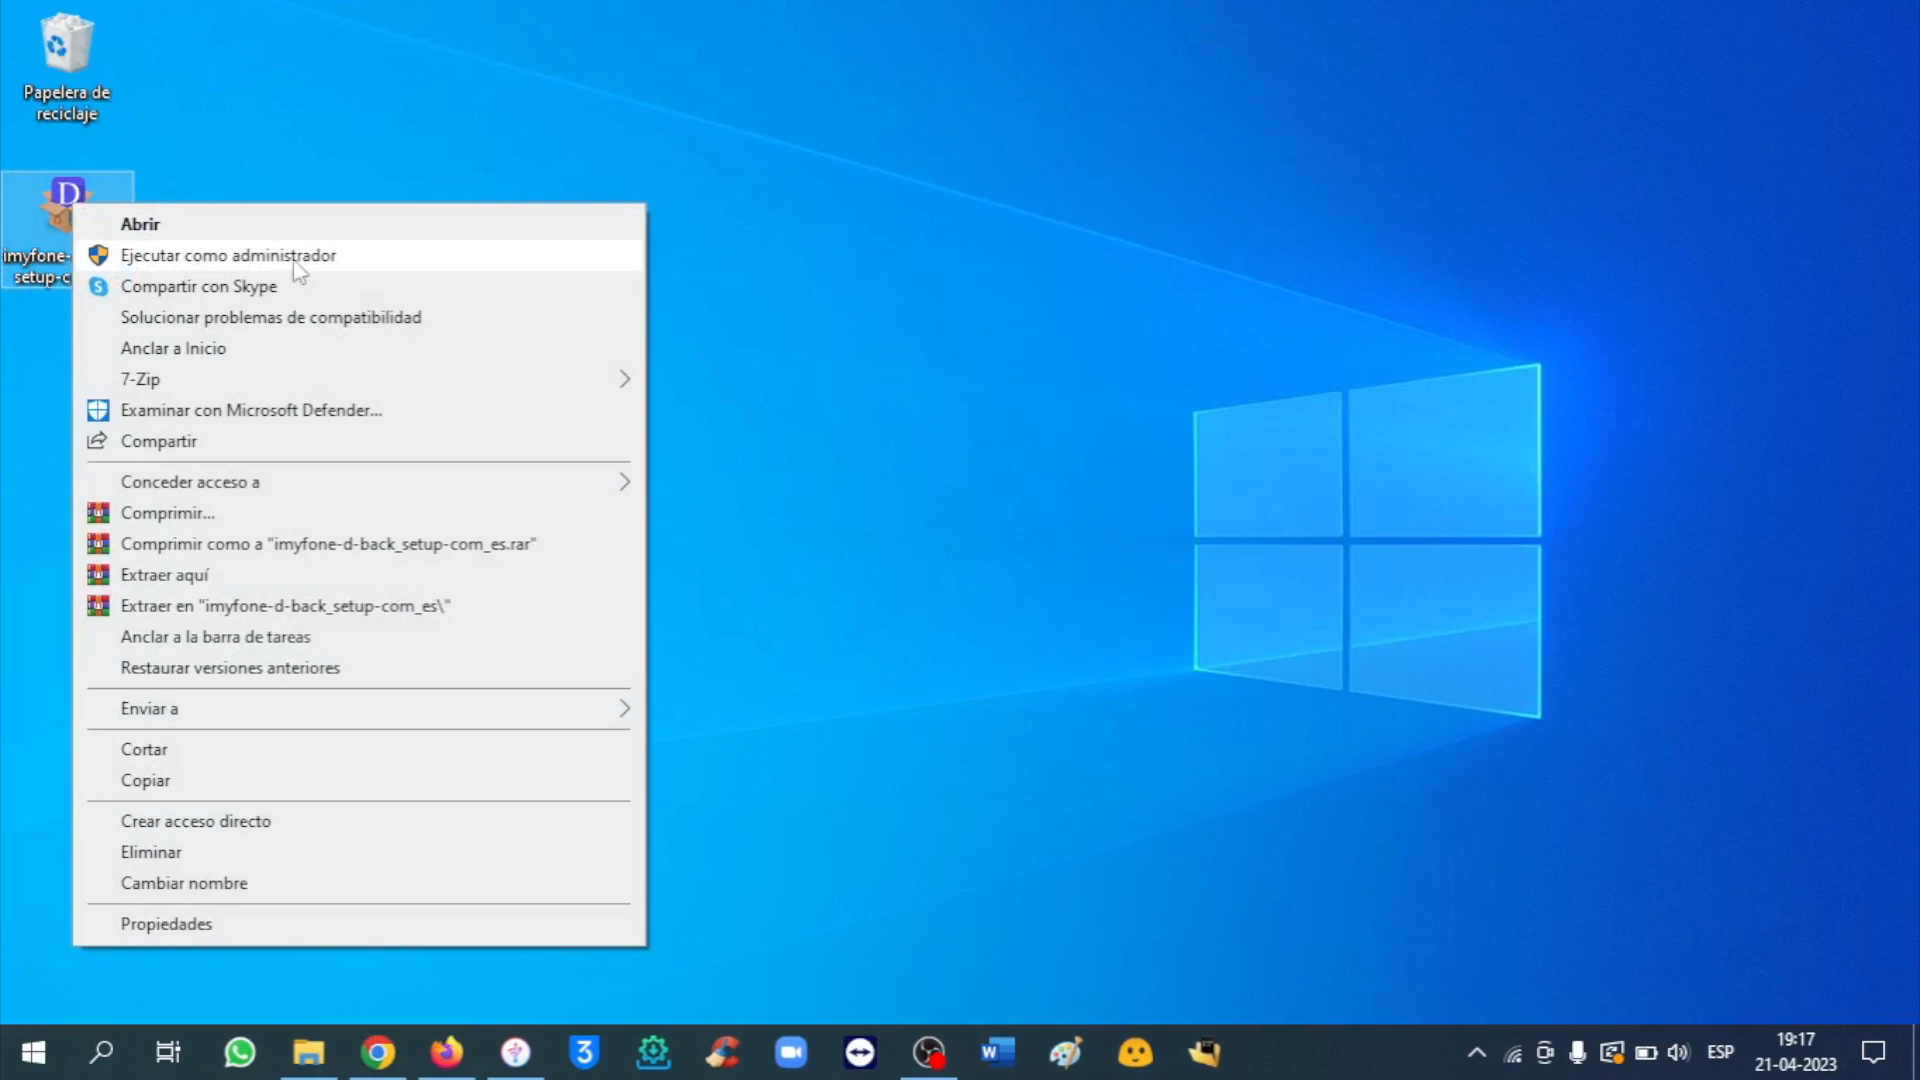 Papelera de
reciclaje
D
imyfone-
setup-c
Abrir
Ejecutar como administrador
S
Compartir con Skype
Solucionar problemas de compatibilidad
Anclar a Inicio
7-Zip
Examinar con Microsoft Defender...
Compartir
Conceder acceso a
Comprimir...
Comprimir como a "imyfone-d-back_setup-com_es.rar"
Extraer aquí
Extraer en "imyfone-d-back_setup-com_es\"
Anclar a la barra de tareas
Restaurar versiones anteriores
Enviar a
Cortar
Copiar
Crear acceso directo
Eliminar
Cambiar nombre
Propiedades
3
W
ESP
19:17
21-04-2023